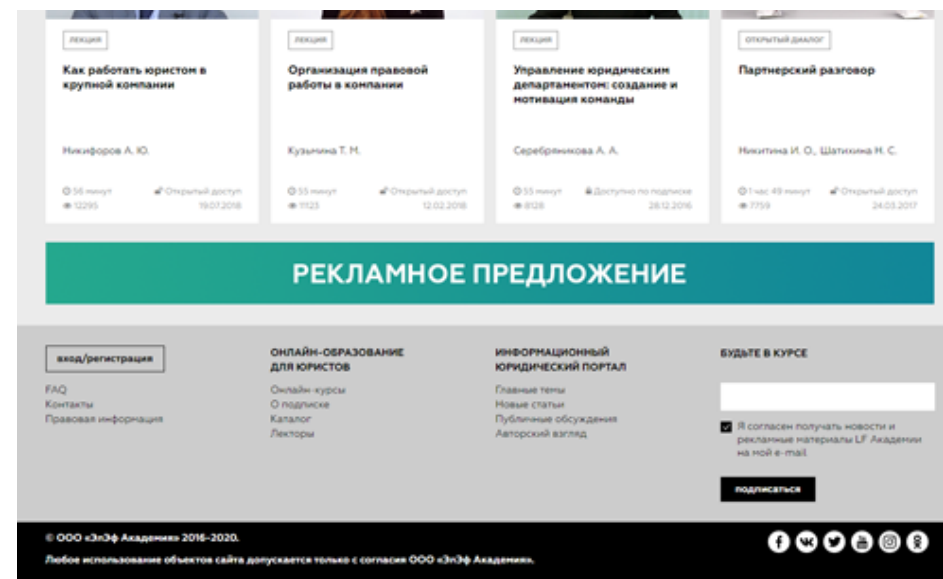 ЛЕКЦИЯ
Как работать юристом в
крупной компании
Никифоров А. Ю.
56 минут Открытый доступ
12295 19.07.2018
ЛЕКЦИЯ
Организация правовой
работы в компании
Кузьмина Т. М.
55 минут Открытый доступ
11123 12.02.2018
ЛЕКЦИЯ
Управление юридическим
департаментом: создание и
мотивация команды
Серебрякова А. А.
55 минут Доступно по подписке
8128 28.12.2016
ОТКРЫТЫЙ ДИАЛОГ
Партнерский разговор
Никитина И. О., Шатихина Н. С.
1 час 49 минут Открытый доступ
7759 24.03.2017
РЕКЛАМНОЕ ПРЕДЛОЖЕНИЕ
вход/регистрация
FAQ
Контакты
Правовая информация
ОНЛАЙН-ОБРАЗОВАНИЕ
ДЛЯ ЮРИСТОВ
Онлайн-курсы
О подписке
Каталог
Лекторы
ИНФОРМАЦИОННЫЙ
ЮРИДИЧЕСКИЙ ПОРТАЛ
Главные темы
Новые статьи
Публичные обсуждения
Авторский взгляд
БУДЬТЕ В КУРСЕ
Я согласен получать новости и
рекламные материалы LF Академии
на мой e-mail
подписаться
© ООО «ЭлЭф Академия» 2016-2020.
Любое использование объектов сайта допускается только с согласия ООО «ЭлЭф Академия».